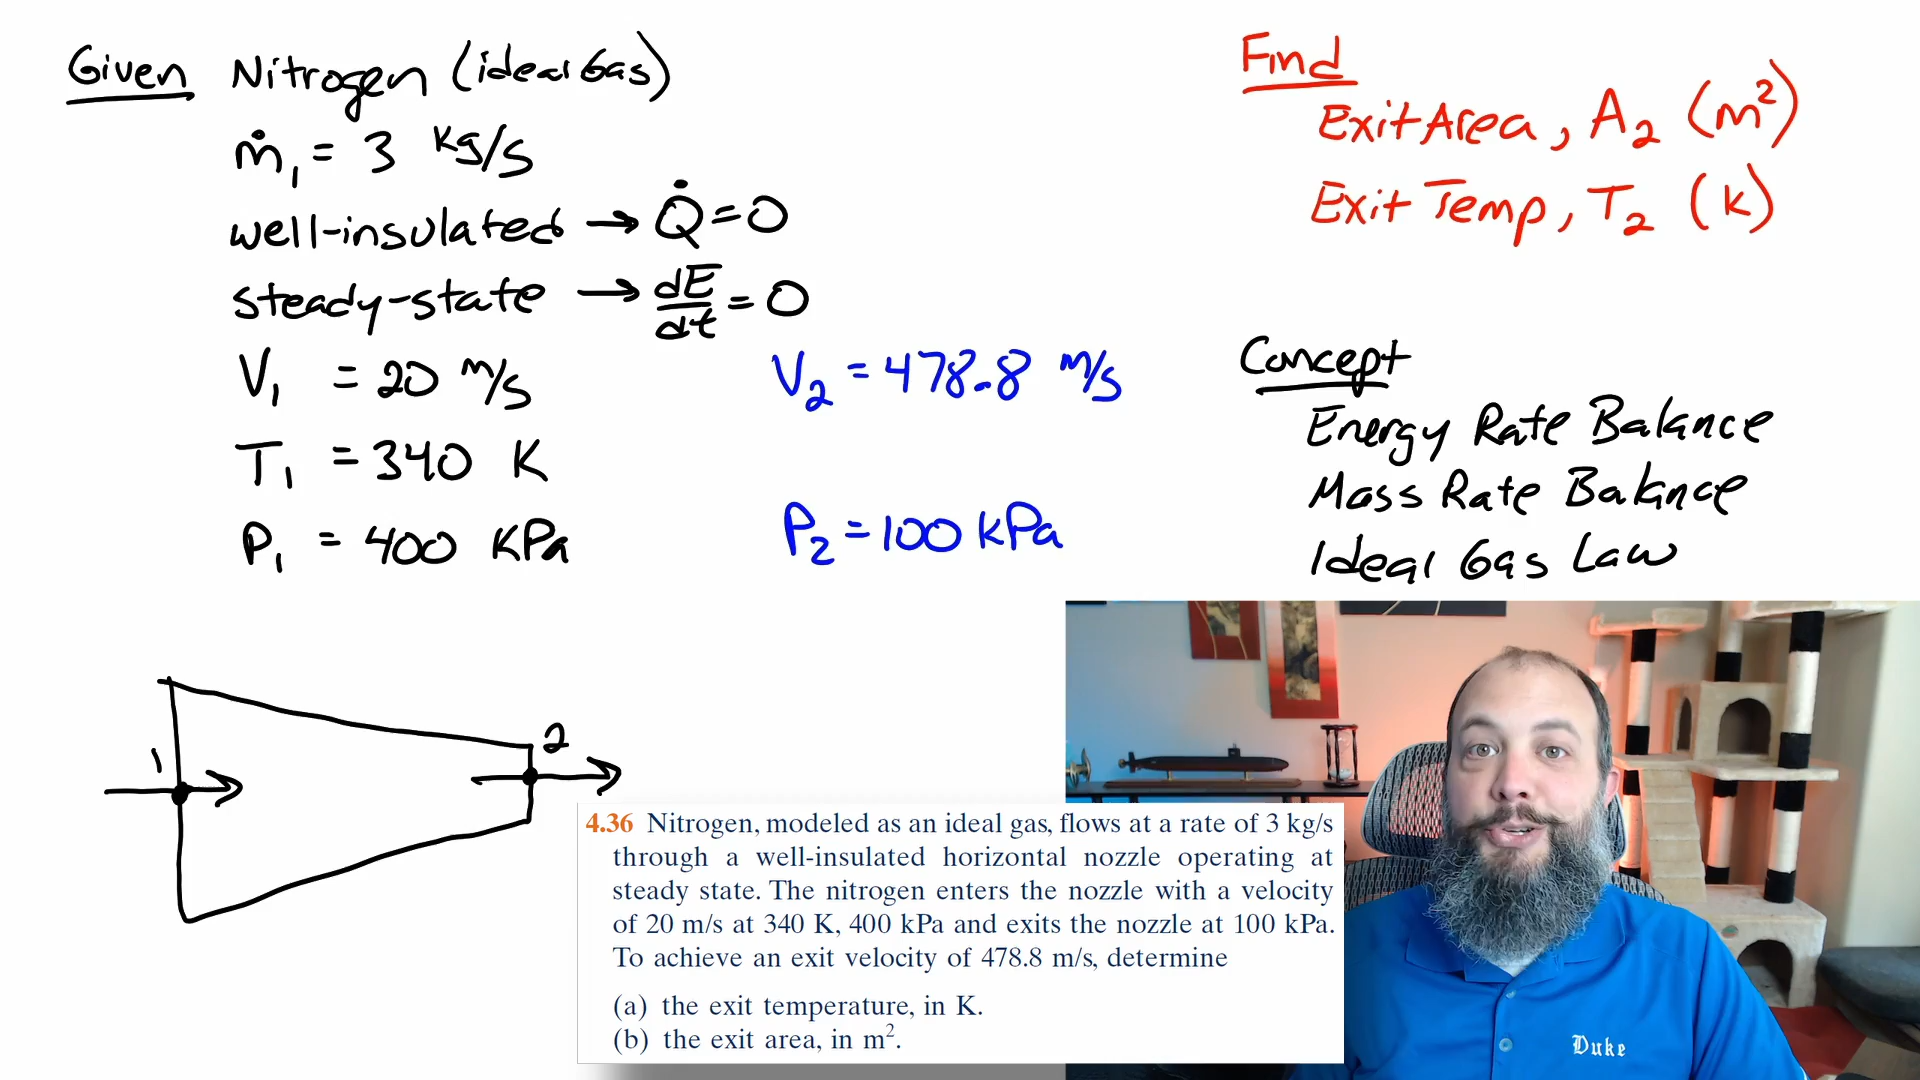 Given Nitrogen (ideal Gas)
ṁ₁ = 3 kg/s
well-insulated → Q̇ = 0
steady-state → dE/dt = 0
V₁ = 20 m/s
V₂ = 478.8 m/s
T₁ = 340 K
P₁ = 400 KPa
P₂ = 100 kPa
Find
Exit Area, A₂ (m²)
Exit Temp, T₂ (K)
Concept
Energy Rate Balance
Mass Rate Balance
Ideal Gas Law
1
2
4.36 Nitrogen, modeled as an ideal gas, flows at a rate of 3 kg/s
through a well-insulated horizontal nozzle operating at
steady state. The nitrogen enters the nozzle with a velocity
of 20 m/s at 340 K, 400 kPa and exits the nozzle at 100 kPa.
To achieve an exit velocity of 478.8 m/s, determine
(a) the exit temperature, in K.
(b) the exit area, in m².
Duke